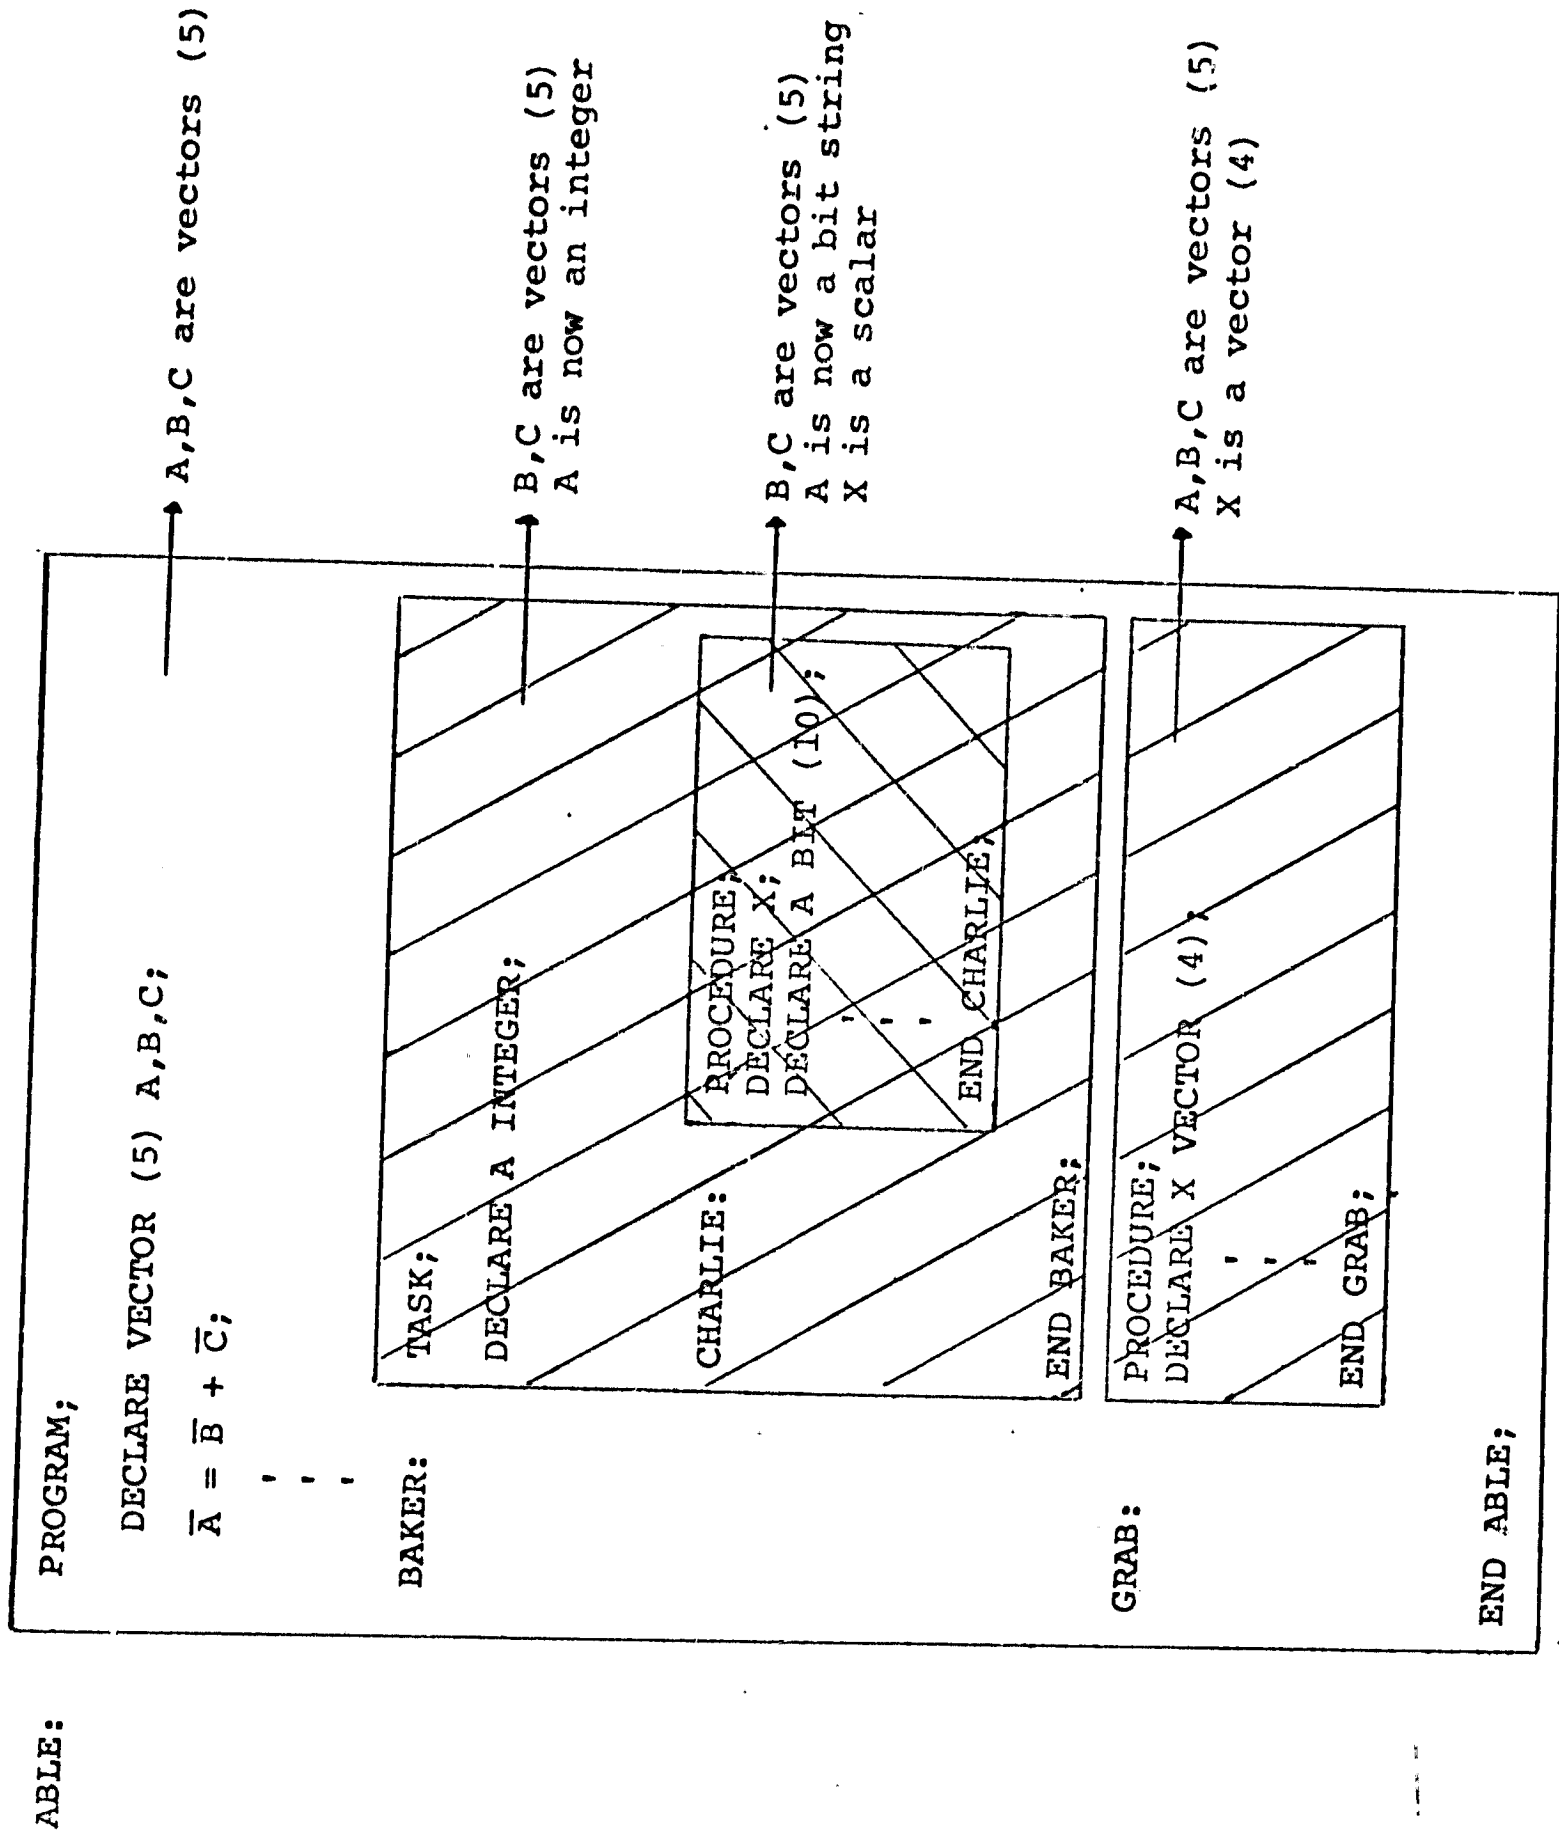 ABLE: PROGRAM;
DECLARE VECTOR (5) A,B,C;
A̅ = B̅ + C̅;
'
'
'
A,B,C are vectors (5)
BAKER: TASK;
DECLARE A INTEGER;
B,C are vectors (5)
A is now an integer
CHARLIE: PROCEDURE;
DECLARE X;
DECLARE A BIT (10);
'
'
'
END CHARLIE;
B,C are vectors (5)
A is now a bit string
X is a scalar
END BAKER;
GRAB: PROCEDURE;
DECLARE X VECTOR (4);
'
'
'
END GRAB;
A,B,C are vectors (5)
X is a vector (4)
END ABLE;